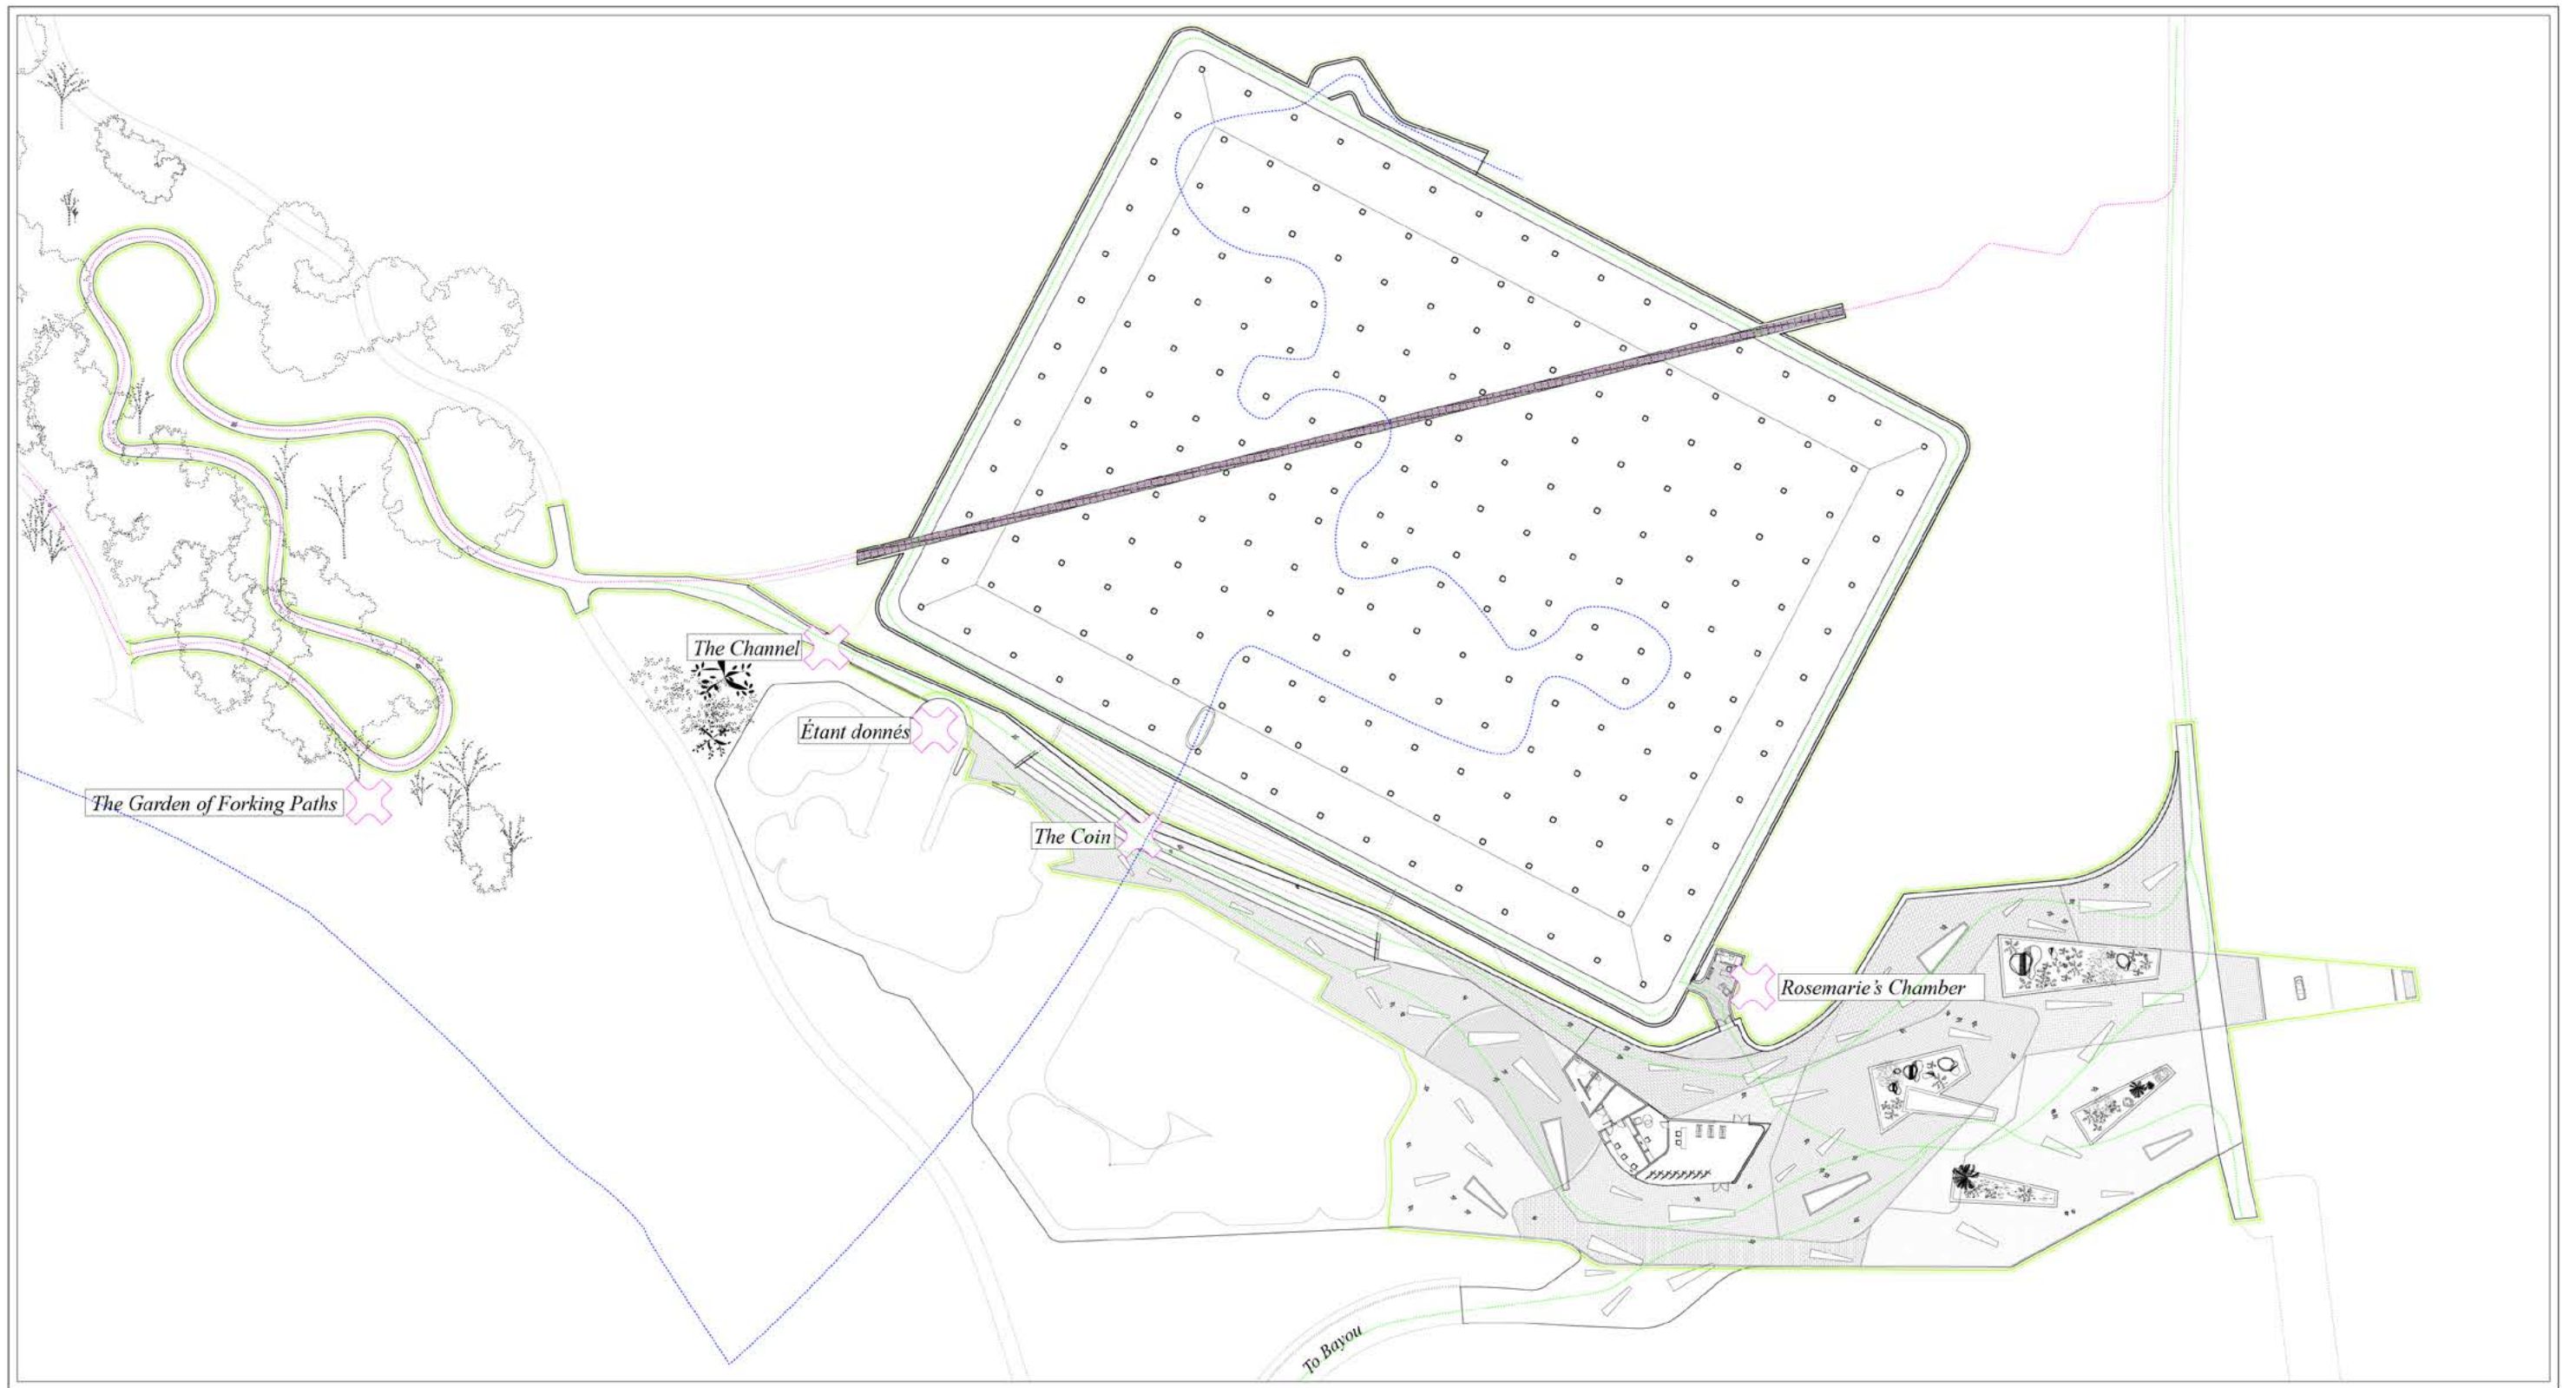 The Channel
Étant donnés
The Garden of Forking Paths
The Coin
Rosemarie's Chamber
To Bayou